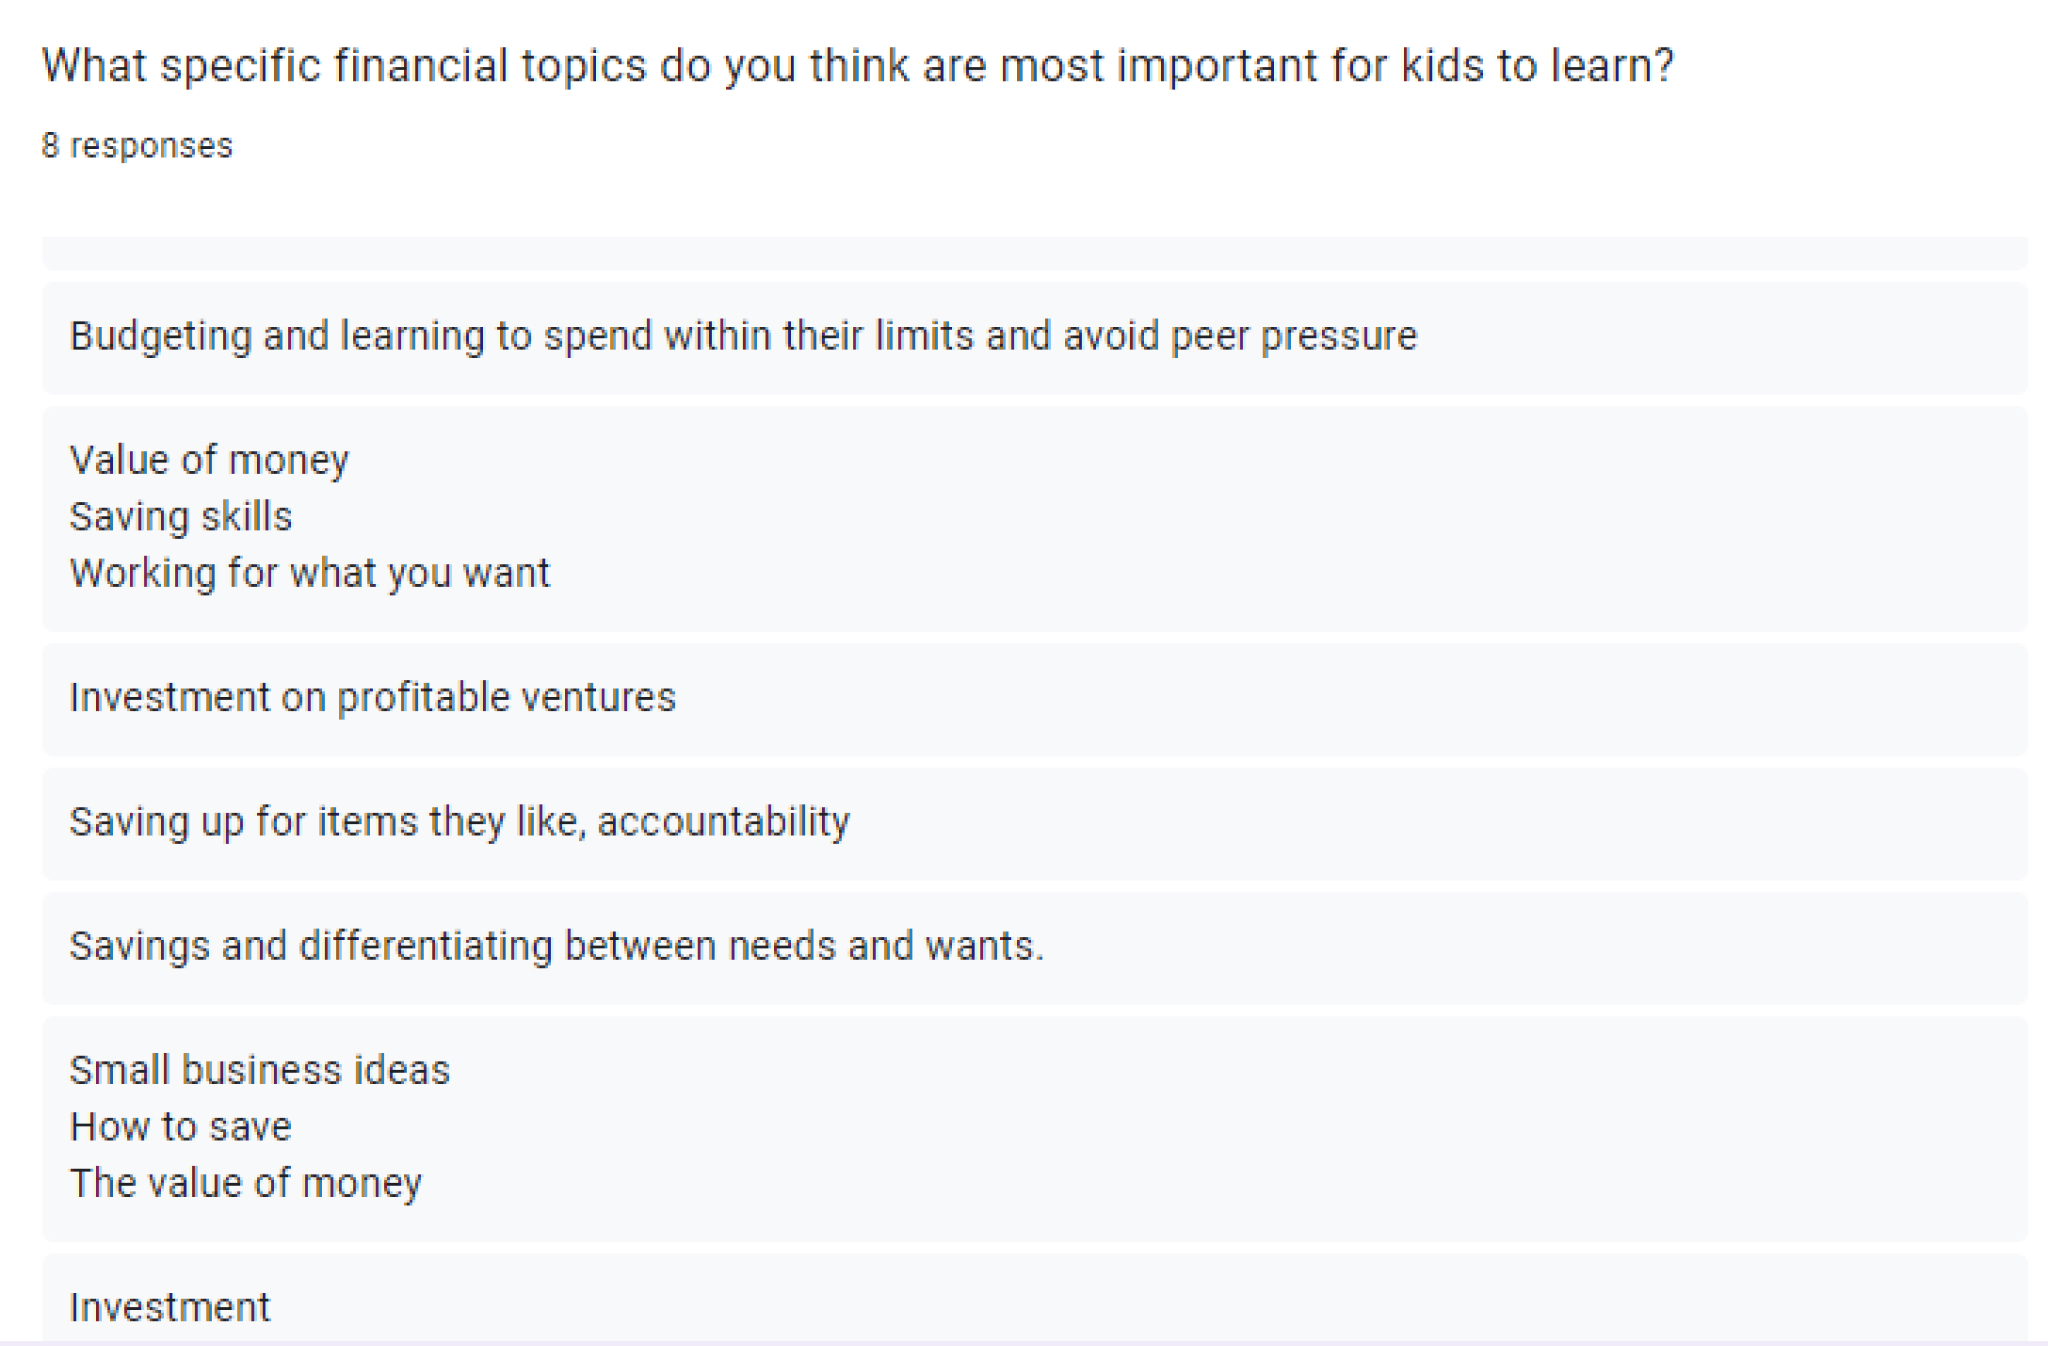 What specific financial topics do you think are most important for kids to learn?
8 responses
Budgeting and learning to spend within their limits and avoid peer pressure
Value of money
Saving skills
Working for what you want
Investment on profitable ventures
Saving up for items they like, accountability
Savings and differentiating between needs and wants.
Small business ideas
How to save
The value of money
Investment